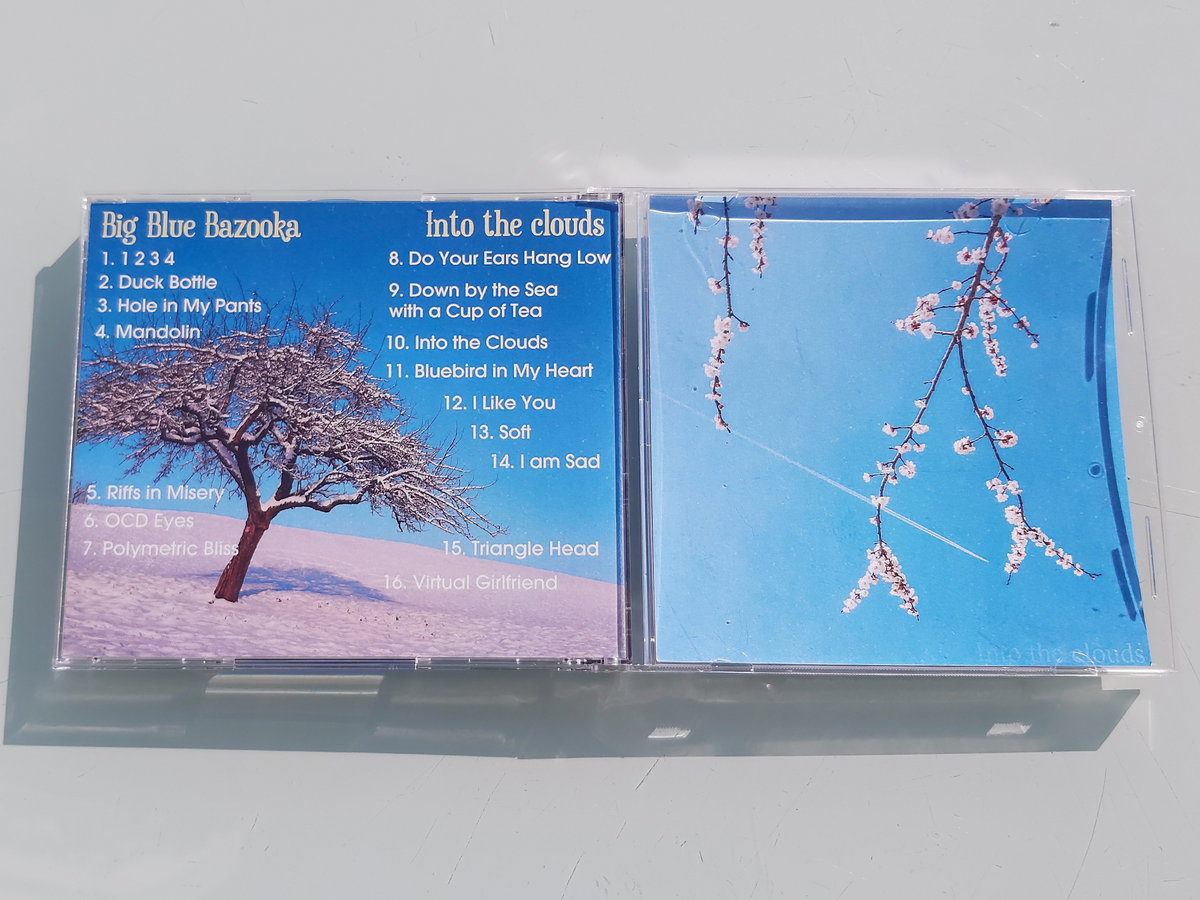 Big Blue Bazooka
1. 1 2 3 4
2. Duck Bottle
3. Hole in My Pants
4. Mandolin
5. Riffs in Misery
6. OCD Eyes
7. Polymetric Bliss
Into the clouds
8. Do Your Ears Hang Low
9. Down by the Sea
with a Cup of Tea
10. Into the Clouds
11. Bluebird in My Heart
12. I Like You
13. Soft
14. I am Sad
15. Triangle Head
16. Virtual Girlfriend
Into the clouds